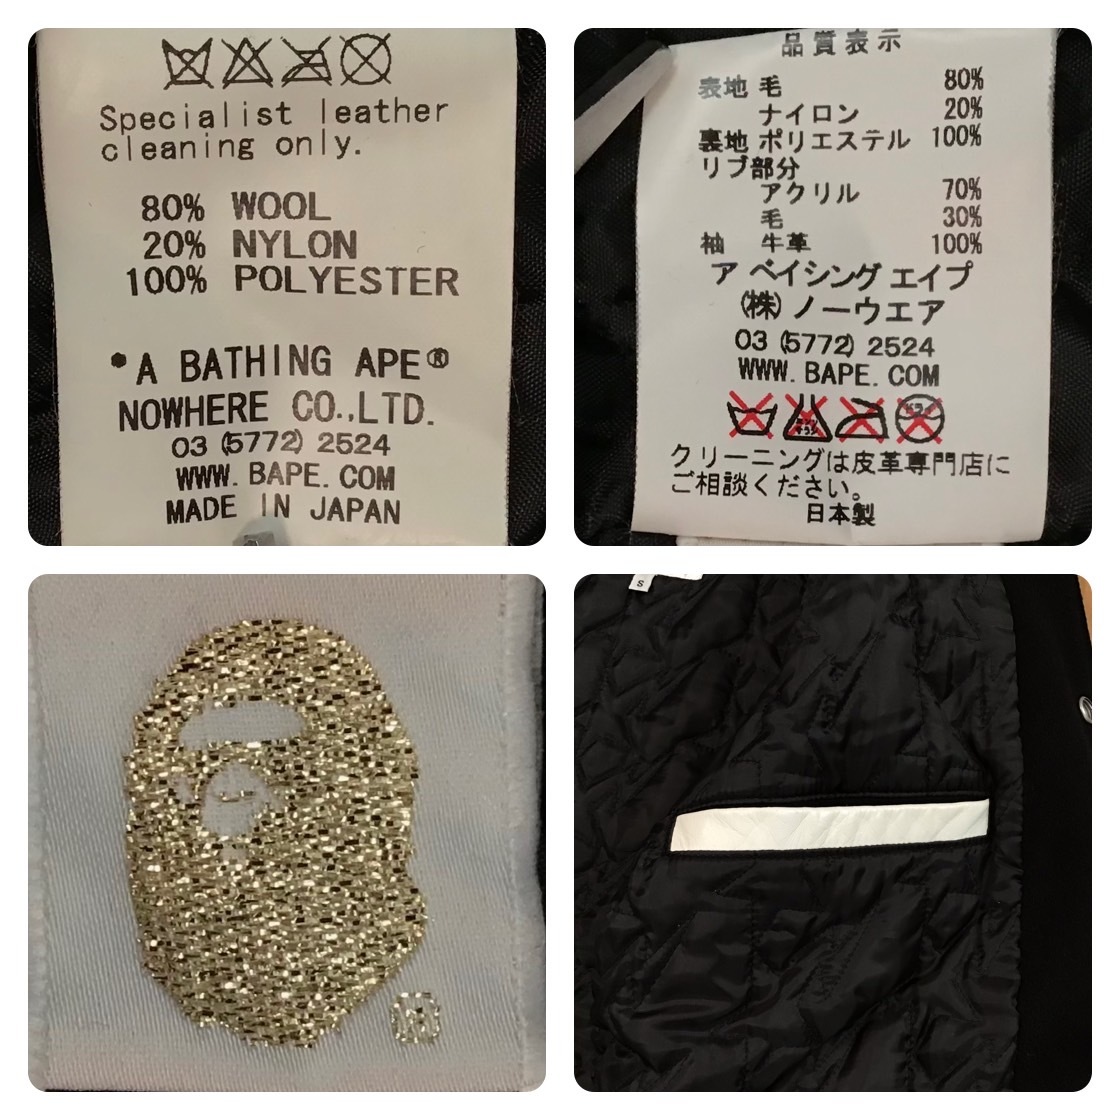 Specialist leather
cleaning only.
80% WOOL
20% NYLON
100% POLYESTER
*A BATHING APE®
NOWHERE CO.,LTD.
03 (5772) 2524
WWW. BAPE. COM
MADE IN JAPAN
品質表示
表地 毛 80%
ナイロン 20%
裏地 ポリエステル 100%
リブ部分
アクリル 70%
毛 30%
袖 牛革 100%
ア ベイシング エイプ
(株) ノーウエア
03 (5772) 2524
WWW. BAPE. COM
クリーニングは皮革専門店に
ご相談ください。
日本製
S